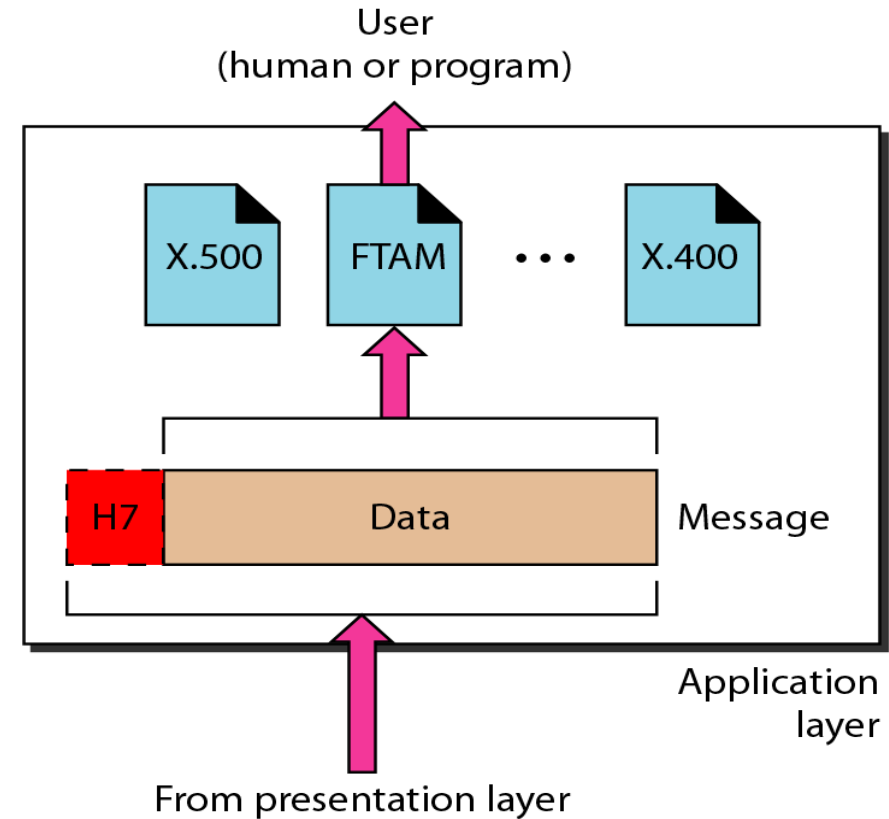 User
(human or program)
X.500
FTAM
...
X.400
H7
Data
Message
Application
layer
From presentation layer